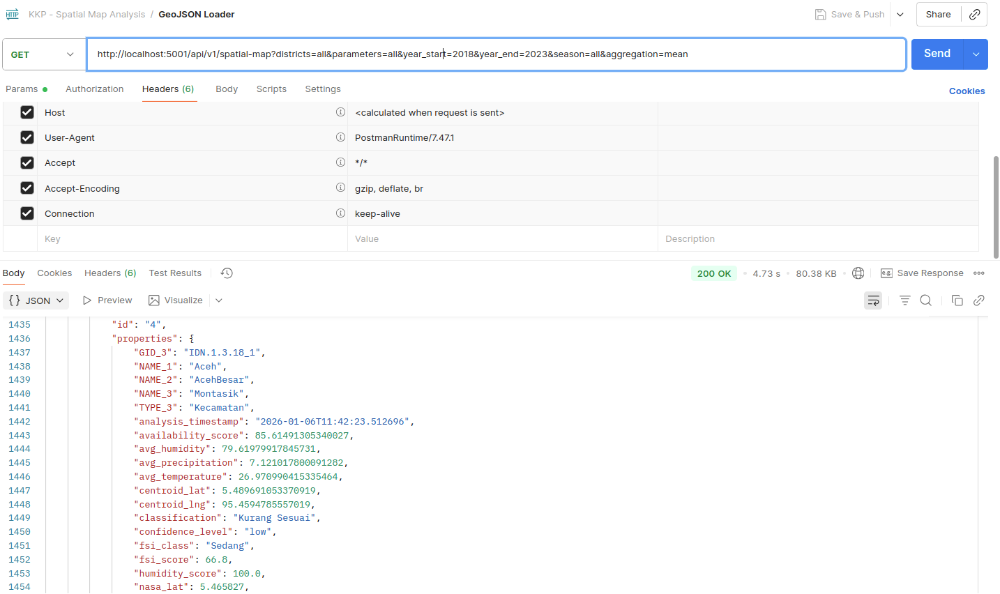 HTTP KKP - Spatial Map Analysis / GeoJSON Loader Save & Push Share
GET http://localhost:5001/api/v1/spatial-map?districts=all&parameters=all&year_start=2018&year_end=2023&season=all&aggregation=mean Send
Params Authorization Headers (6) Body Scripts Settings Cookies
Host <calculated when request is sent>
User-Agent PostmanRuntime/7.47.1
Accept */*
Accept-Encoding gzip, deflate, br
Connection keep-alive
Key Value Description
Body Cookies Headers (6) Test Results 200 OK 4.73 s 80.38 KB e.g. Save Response
{} JSON Preview Visualize
1435 "id": "4",
1436 "properties": {
1437 "GID_3": "IDN.1.3.18_1",
1438 "NAME_1": "Aceh",
1439 "NAME_2": "AcehBesar",
1440 "NAME_3": "Montasik",
1441 "TYPE_3": "Kecamatan",
1442 "analysis_timestamp": "2026-01-06T11:42:23.512696",
1443 "availability_score": 85.61491305340027,
1444 "avg_humidity": 79.61979917845731,
1445 "avg_precipitation": 7.121017800091282,
1446 "avg_temperature": 26.970990415335464,
1447 "centroid_lat": 5.489691053370919,
1448 "centroid_lng": 95.4594785557019,
1449 "classification": "Kurang Sesuai",
1450 "confidence_level": "low",
1451 "fsi_class": "Sedang",
1452 "fsi_score": 66.8,
1453 "humidity_score": 100.0,
1454 "nasa_lat": 5.465827,